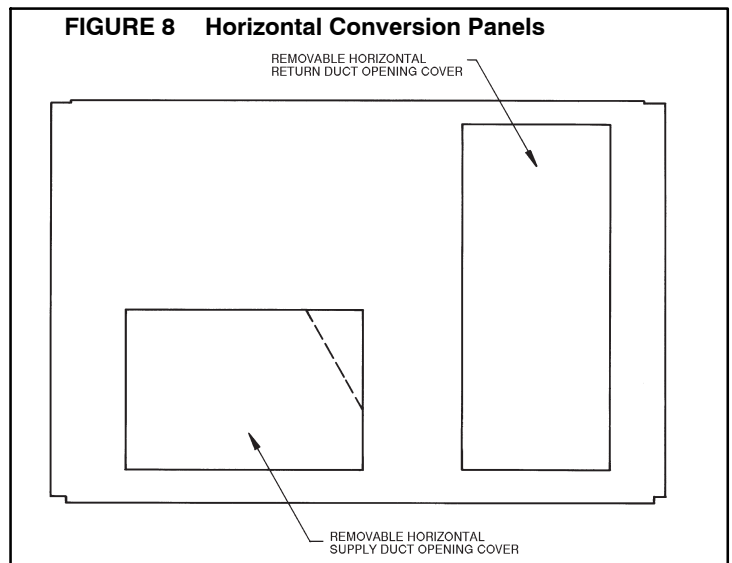 FIGURE 8 Horizontal Conversion Panels
REMOVABLE HORIZONTAL
RETURN DUCT OPENING COVER
REMOVABLE HORIZONTAL
SUPPLY DUCT OPENING COVER